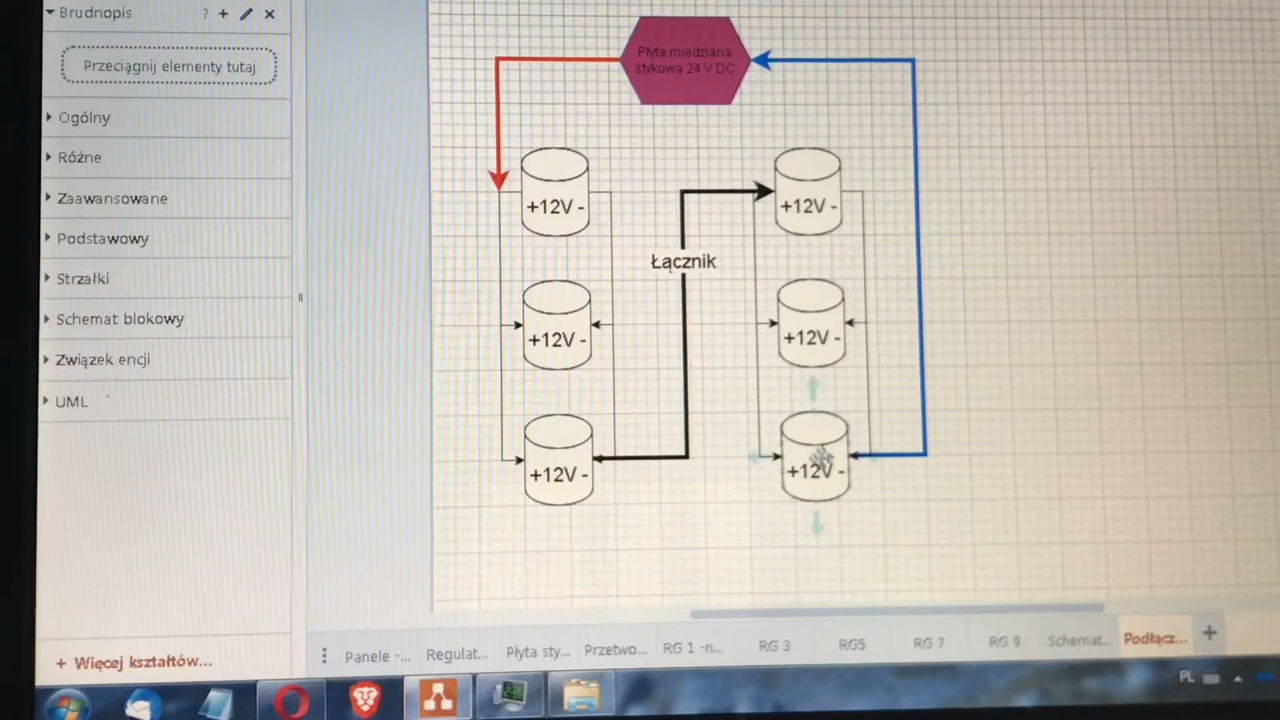 Brudnopis
?
Przeciągnij elementy tutaj
Ogólny
Różne
Zaawansowane
Podstawowy
Strzałki
Schemat blokowy
Związek encji
UML
+ Więcej kształtów...
Płyta miedziana
stykowa 24 V DC
+12V -
+12V -
Łącznik
+12V -
+12V -
+12V -
+12V -
Panele -...
Regulat...
Płyta sty...
Przetwo...
RG 1 -n...
RG 3
RG5
RG 7
RG 9
Schemat...
Podłącz...
PL